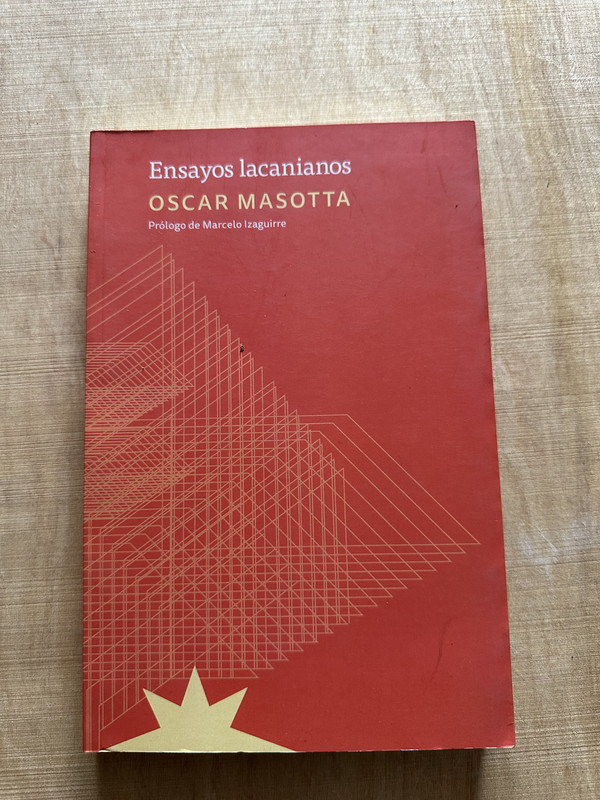 Ensayos lacanianos
OSCAR MASOTTA
Prólogo de Marcelo Izaguirre